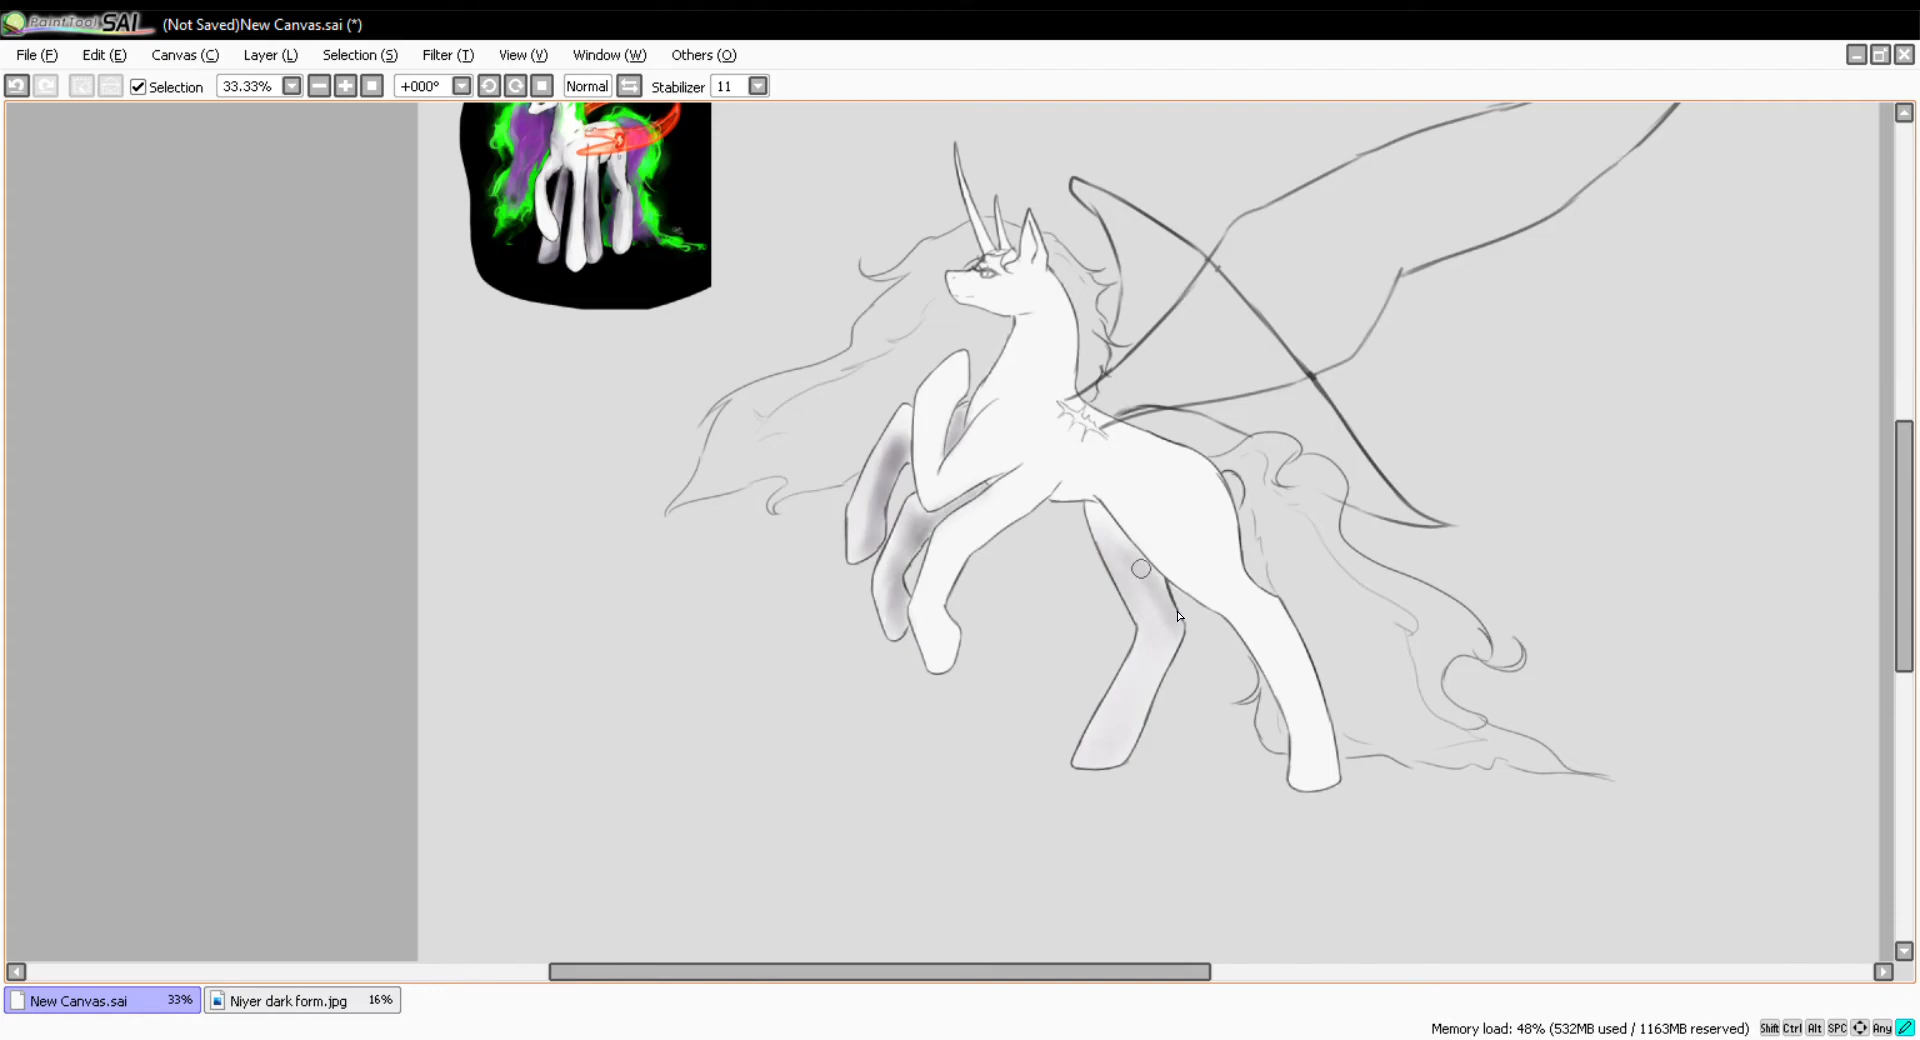 PaintTool SAI (Not Saved)New Canvas.sai (*)
File (F) Edit (E) Canvas (C) Layer (L) Selection (S) Filter (T) View (V) Window (W) Others (O)
Selection 33.33% +000° Normal Stabilizer 11
New Canvas.sai 33% Niyer dark form.jpg 16%
Memory load: 48% (532MB used / 1163MB reserved) Shift Ctrl Alt SPC Any